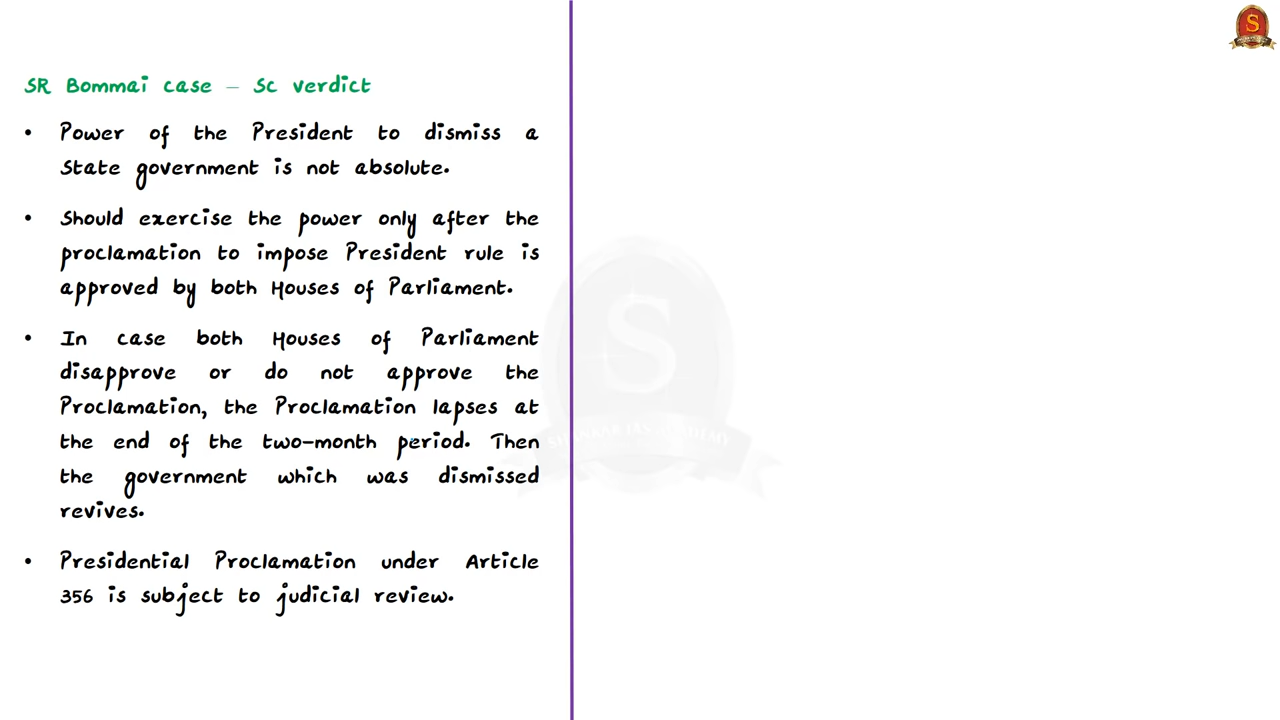 SR Bommai case – Sc verdict
• Power of the President to dismiss a
State government is not absolute.
• Should exercise the power only after the
proclamation to impose President rule is
approved by both Houses of Parliament.
• In case both Houses of Parliament
disapprove or do not approve the
Proclamation, the Proclamation lapses at
the end of the two-month period. Then
the government which was dismissed
revives.
• Presidential Proclamation under Article
356 is subject to judicial review.
S
S